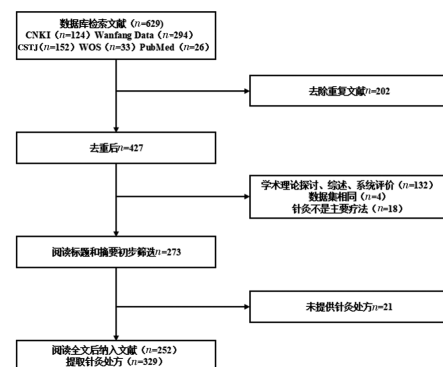 数据库检索文献（n=629)
CNKI（n=124）Wanfang Data（n=294）
CSTJ（n=152）WOS（n=33）PubMed（n=26）
去除重复文献n=202
去重后n=427
学术理论探讨、综述、系统评价（n=132）
数据集相同（n=4）
针灸不是主要疗法（n=18）
阅读标题和摘要初步筛选n=273
未提供针灸处方n=21
阅读全文后纳入文献（n=252）
提取针灸处方（n=329）